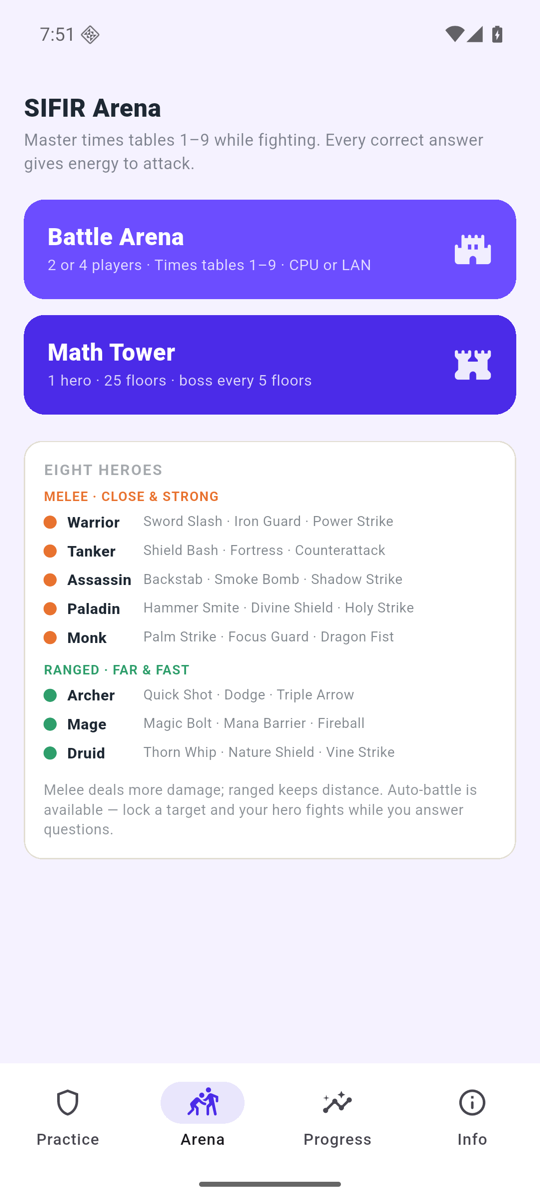 7:51
SIFIR Arena
Master times tables 1–9 while fighting. Every correct answer
gives energy to attack.
Battle Arena
2 or 4 players · Times tables 1–9 · CPU or LAN
Math Tower
1 hero · 25 floors · boss every 5 floors
EIGHT HEROES
MELEE · CLOSE & STRONG
Warrior Sword Slash · Iron Guard · Power Strike
Tanker Shield Bash · Fortress · Counterattack
Assassin Backstab · Smoke Bomb · Shadow Strike
Paladin Hammer Smite · Divine Shield · Holy Strike
Monk Palm Strike · Focus Guard · Dragon Fist
RANGED · FAR & FAST
Archer Quick Shot · Dodge · Triple Arrow
Mage Magic Bolt · Mana Barrier · Fireball
Druid Thorn Whip · Nature Shield · Vine Strike
Melee deals more damage; ranged keeps distance. Auto-battle is
available — lock a target and your hero fights while you answer
questions.
Practice Arena Progress Info